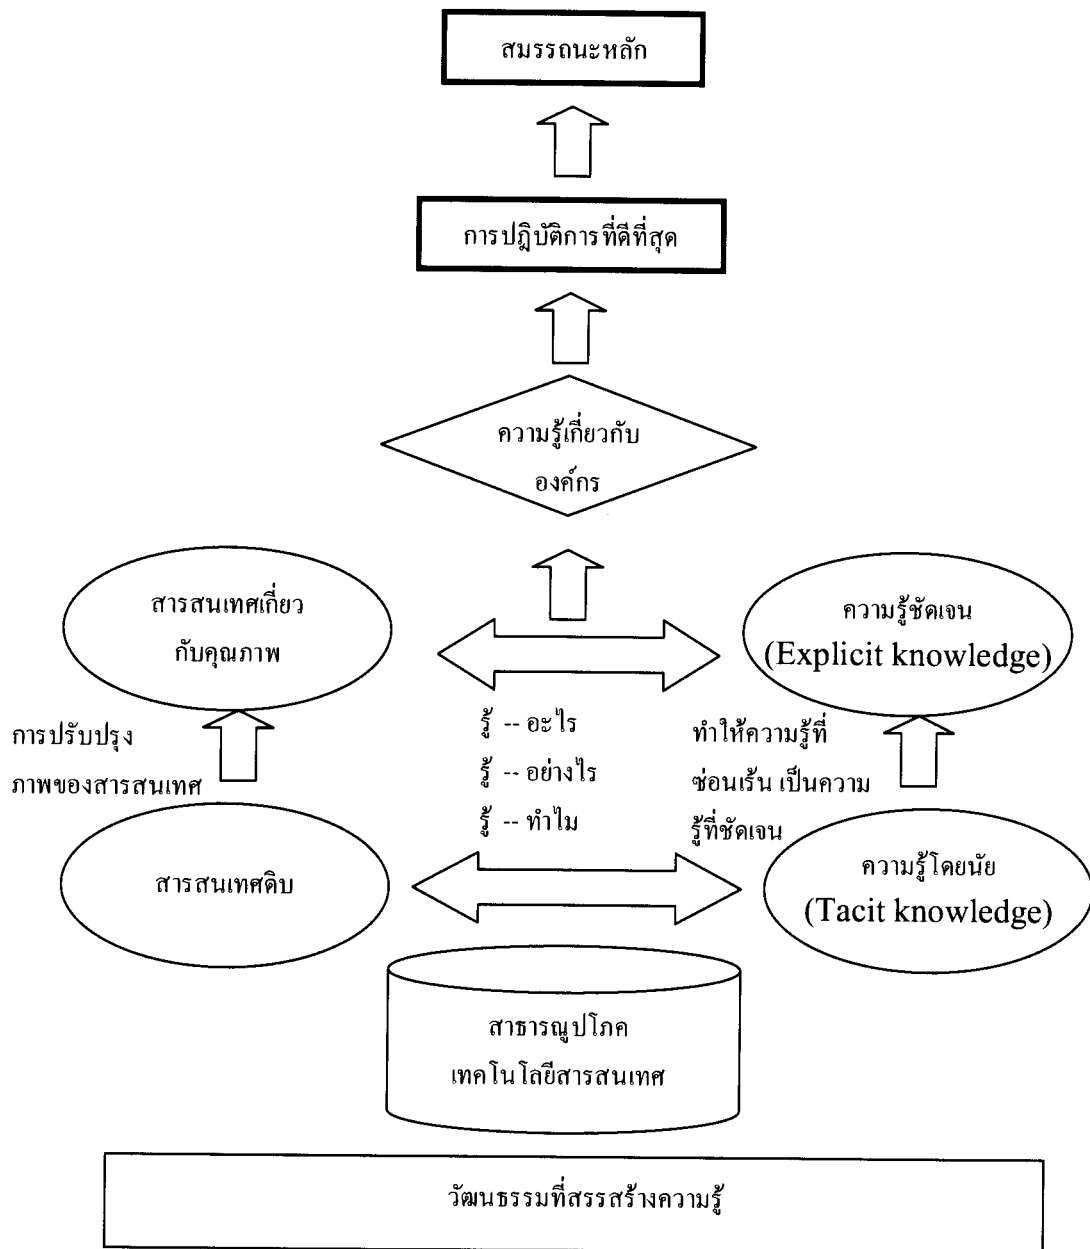 สมรรถนะหลัก
การปฏิบัติการที่ดีที่สุด
ความรู้เกี่ยวกับ
องค์กร
สารสนเทศเกี่ยว
กับคุณภาพ
ความรู้ชัดเจน
(Explicit knowledge)
การปรับปรุง
ภาพของสารสนเทศ
รู้ -- อะไร
รู้ -- อย่างไร
รู้ -- ทำไม
ทำให้ความรู้ที่
ซ่อนเร้น เป็นความ
รู้ที่ชัดเจน
สารสนเทศดิบ
ความรู้โดยนัย
(Tacit knowledge)
สาธารณูปโภค
เทคโนโลยีสารสนเทศ
วัฒนธรรมที่สรรสร้างความรู้